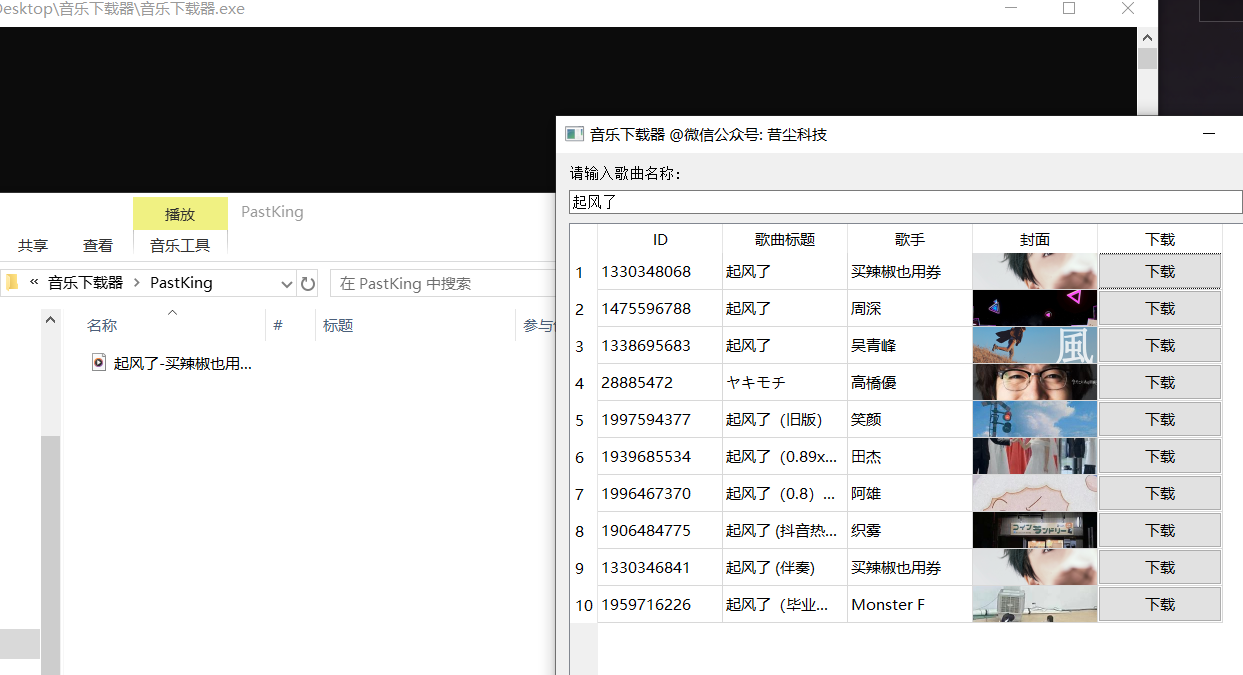 Desktop\音乐下载器\音乐下载器.exe
播放
PastKing
共享
查看
音乐工具
« 音乐下载器 > PastKing
在 PastKing 中搜索
名称
#
标题
参与
起风了-买辣椒也用...
音乐下载器 @微信公众号: 昔尘科技
请输入歌曲名称：
起风了
ID 歌曲标题 歌手 封面 下载
1 1330348068 起风了 买辣椒也用券 下载
2 1475596788 起风了 周深 下载
3 1338695683 起风了 吴青峰 風 下载
4 28885472 ヤキモチ 高橋優 下载
5 1997594377 起风了（旧版） 笑颜 下载
6 1939685534 起风了（0.89x... 田杰 下载
7 1996467370 起风了（0.8）... 阿雄 下载
8 1906484775 起风了 (抖音热... 织雾 コインランドリー 下载
9 1330346841 起风了 (伴奏) 买辣椒也用券 下载
10 1959716226 起风了（毕业... Monster F 下载